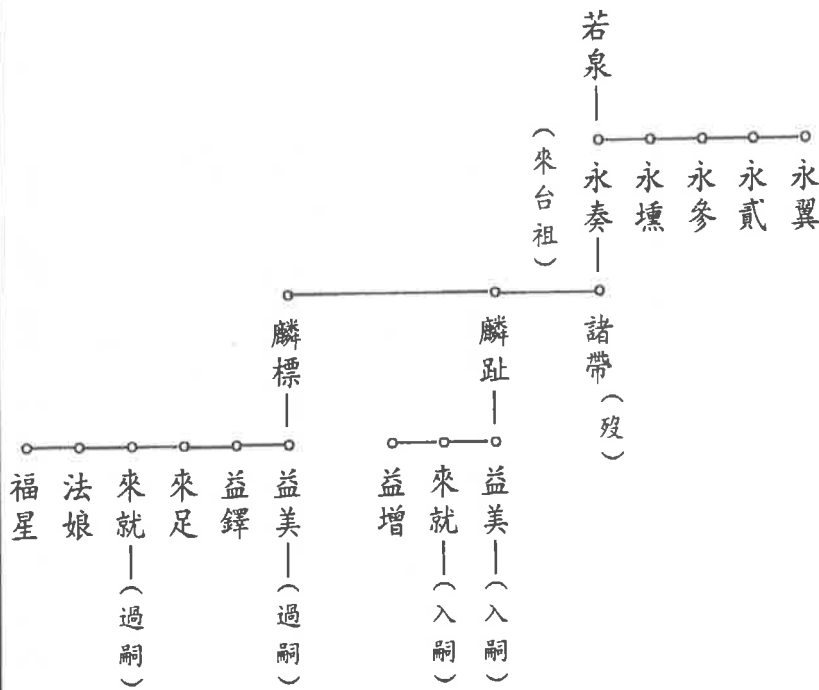 若泉
永翼
永貳
永參
永壎
永奏
（來台祖）
諸帶（歿）
麟趾
麟標
益美（入嗣）
來就（入嗣）
益增
益美（過嗣）
益鐸
來足
來就（過嗣）
法娘
福星